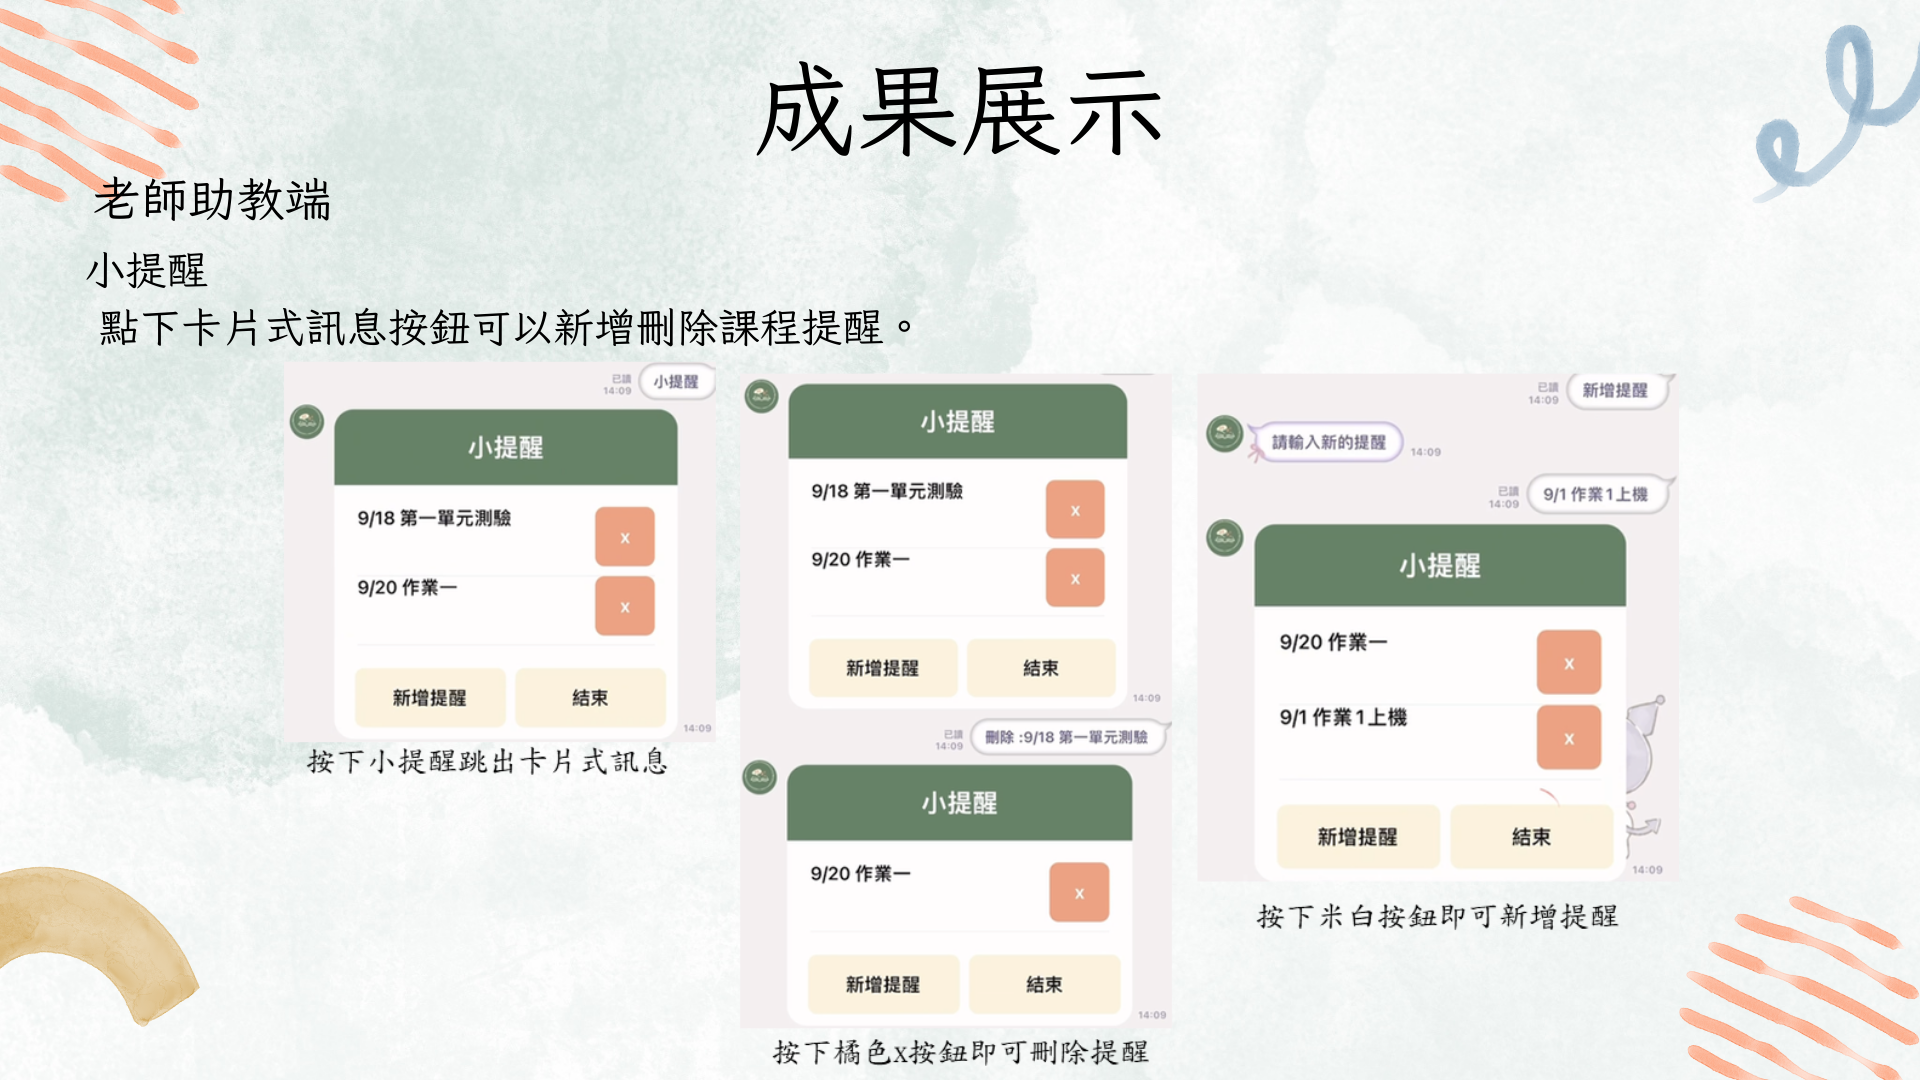 成果展示
老師助教端
小提醒
點下卡片式訊息按鈕可以新增刪除課程提醒。
已讀
14:09
小提醒
小提醒
9/18 第一單元測驗
x
9/20 作業一
x
新增提醒
結束
14:09
按下小提醒跳出卡片式訊息
小提醒
9/18 第一單元測驗
x
9/20 作業一
x
新增提醒
結束
14:09
已讀
14:09
刪除 :9/18 第一單元測驗
小提醒
9/20 作業一
x
新增提醒
結束
14:09
按下橘色x按鈕即可刪除提醒
已讀
14:09
新增提醒
請輸入新的提醒
14:09
已讀
14:09
9/1 作業1上機
小提醒
9/20 作業一
x
9/1 作業1上機
x
新增提醒
結束
14:09
按下米白按鈕即可新增提醒